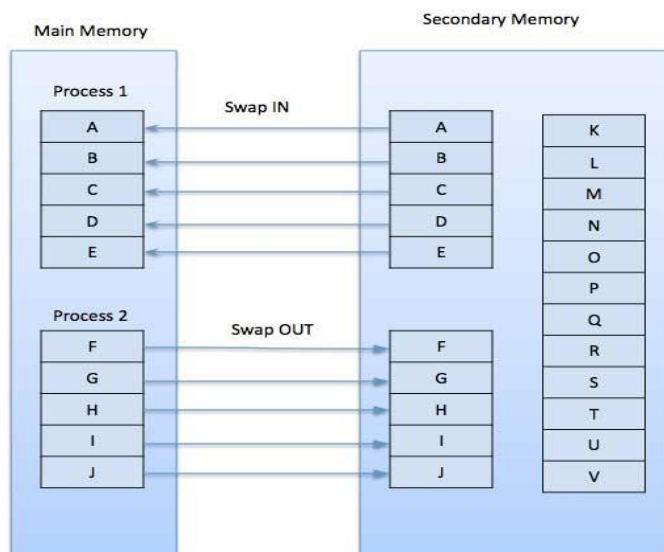 Main Memory
Secondary Memory
Process 1
A
B
C
D
E
Swap IN
A
B
C
D
E
Process 2
F
G
H
I
J
Swap OUT
F
G
H
I
J
K
L
M
N
O
P
Q
R
S
T
U
V